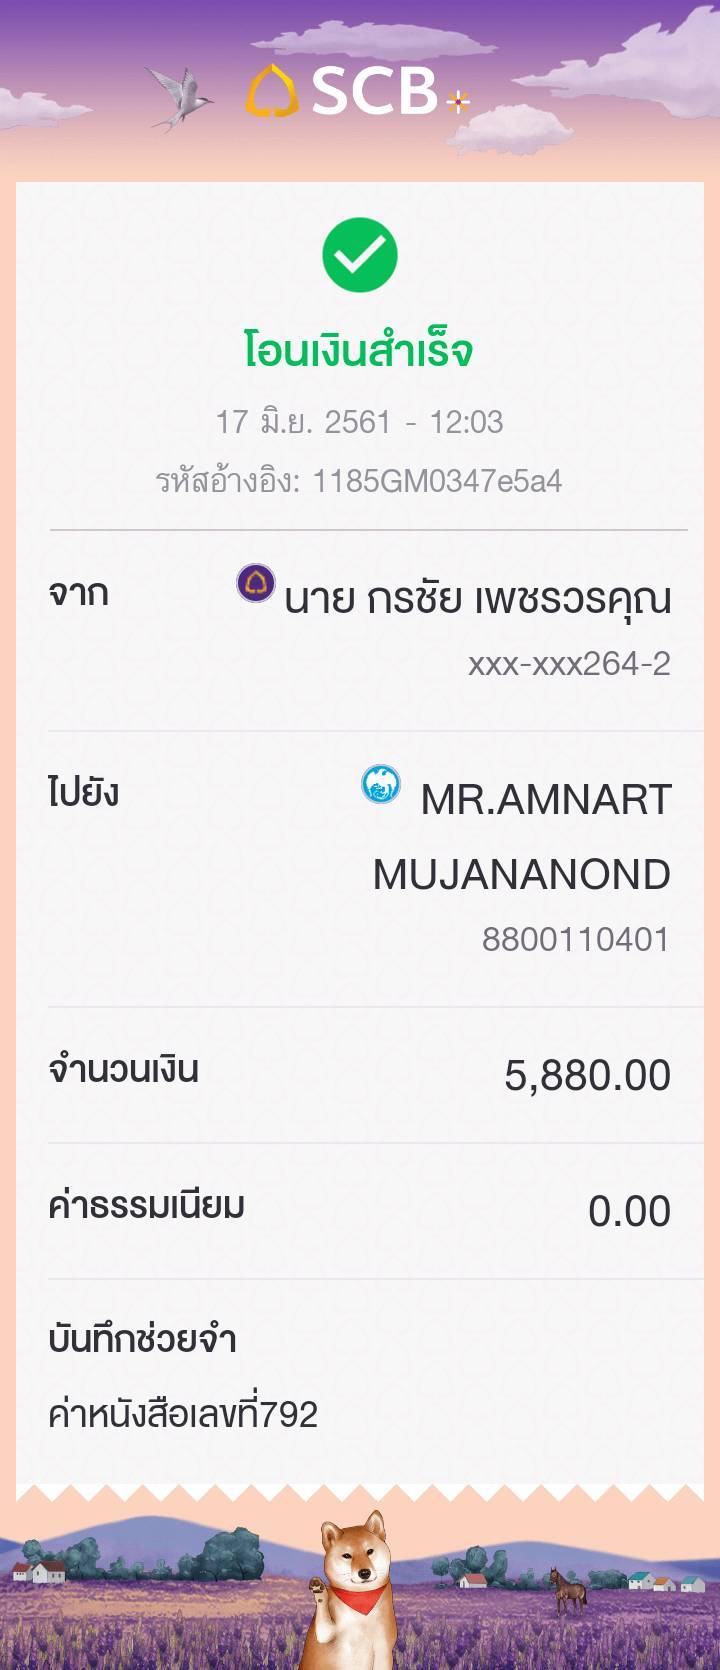 SCB
โอนเงินสำเร็จ
17 มิ.ย. 2561 - 12:03
รหัสอ้างอิง: 1185GM0347e5a4
จาก นาย กรชัย เพชรวรคุณ
xxx-xxx264-2
ไปยัง MR.AMNART
MUJANANOND
8800110401
จำนวนเงิน 5,880.00
ค่าธรรมเนียม 0.00
บันทึกช่วยจำ
ค่าหนังสือเลขที่792